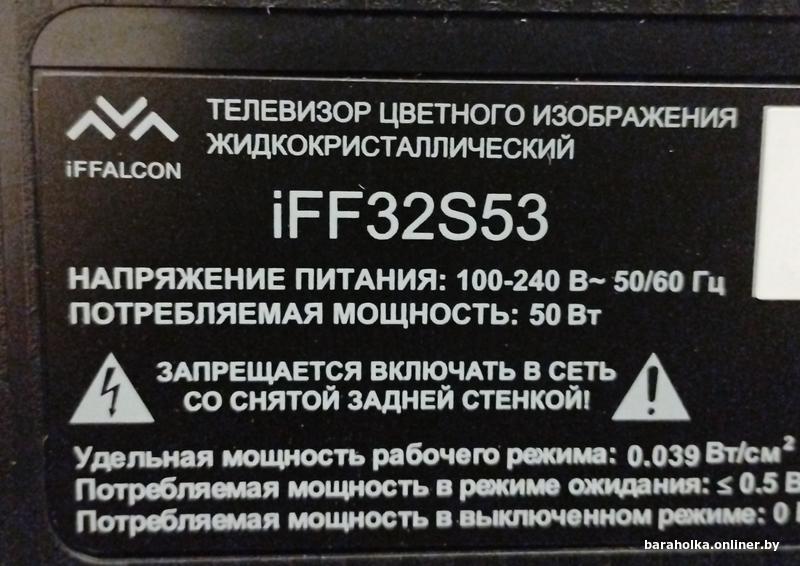 ТЕЛЕВИЗОР ЦВЕТНОГО ИЗОБРАЖЕНИЯ
ЖИДКОКРИСТАЛЛИЧЕСКИЙ
iFFALCON
iFF32S53
НАПРЯЖЕНИЕ ПИТАНИЯ: 100-240 В~ 50/60 Гц
ПОТРЕБЛЯЕМАЯ МОЩНОСТЬ: 50 Вт
ЗАПРЕЩАЕТСЯ ВКЛЮЧАТЬ В СЕТЬ
СО СНЯТОЙ ЗАДНЕЙ СТЕНКОЙ!
Удельная мощность рабочего режима: 0.039 Вт/см²
Потребляемая мощность в режиме ожидания: ≤ 0.5 В
Потребляемая мощность в выключенном режиме: 0
baraholka.onliner.by